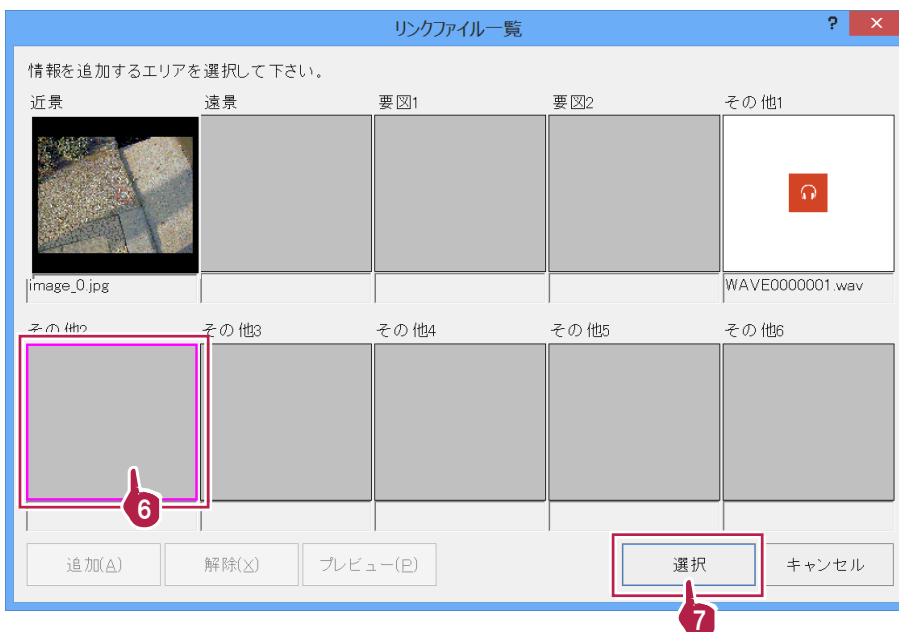 リンクファイル一覧
?
×
情報を追加するエリアを選択して下さい。
近景 遠景 要図1 要図2 その他1
image_0.jpg WAVE0000001.wav
その他2 その他3 その他4 その他5 その他6
6
追加(A) 解除(X) プレビュー(P) 選択 キャンセル
7